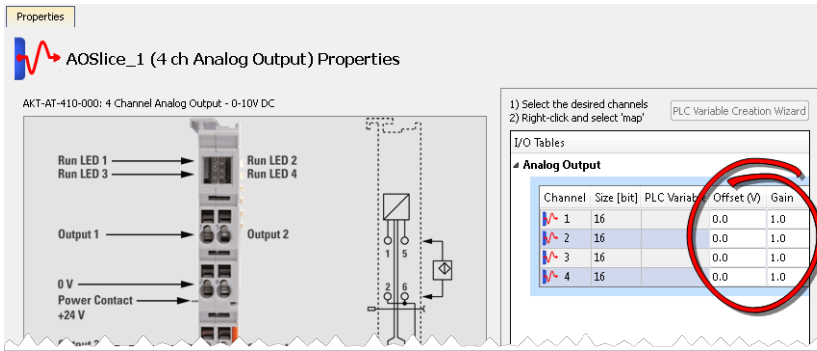 Properties
AOSlice_1 (4 ch Analog Output) Properties
AKT-AT-410-000: 4 Channel Analog Output - 0-10V DC
Run LED 1
Run LED 2
Run LED 3
Run LED 4
Output 1
Output 2
0 V
Power Contact
+24 V
1 5
2 6
1) Select the desired channels
2) Right-click and select 'map'
PLC Variable Creation Wizard
I/O Tables
Analog Output
Channel Size [bit] PLC Variable Offset (V) Gain
1 16 0.0 1.0
2 16 0.0 1.0
3 16 0.0 1.0
4 16 0.0 1.0